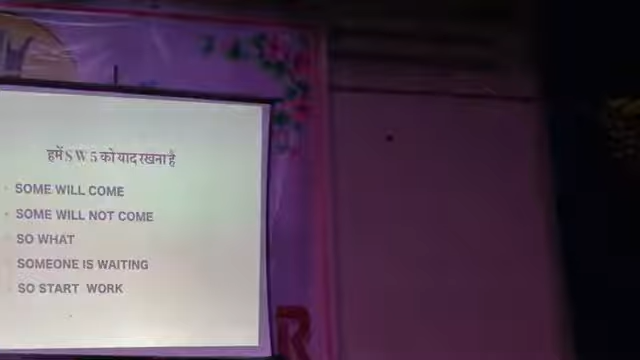 हमें S W 5 को याद रखना है
SOME WILL COME
SOME WILL NOT COME
SO WHAT
SOMEONE IS WAITING
SO START WORK
R